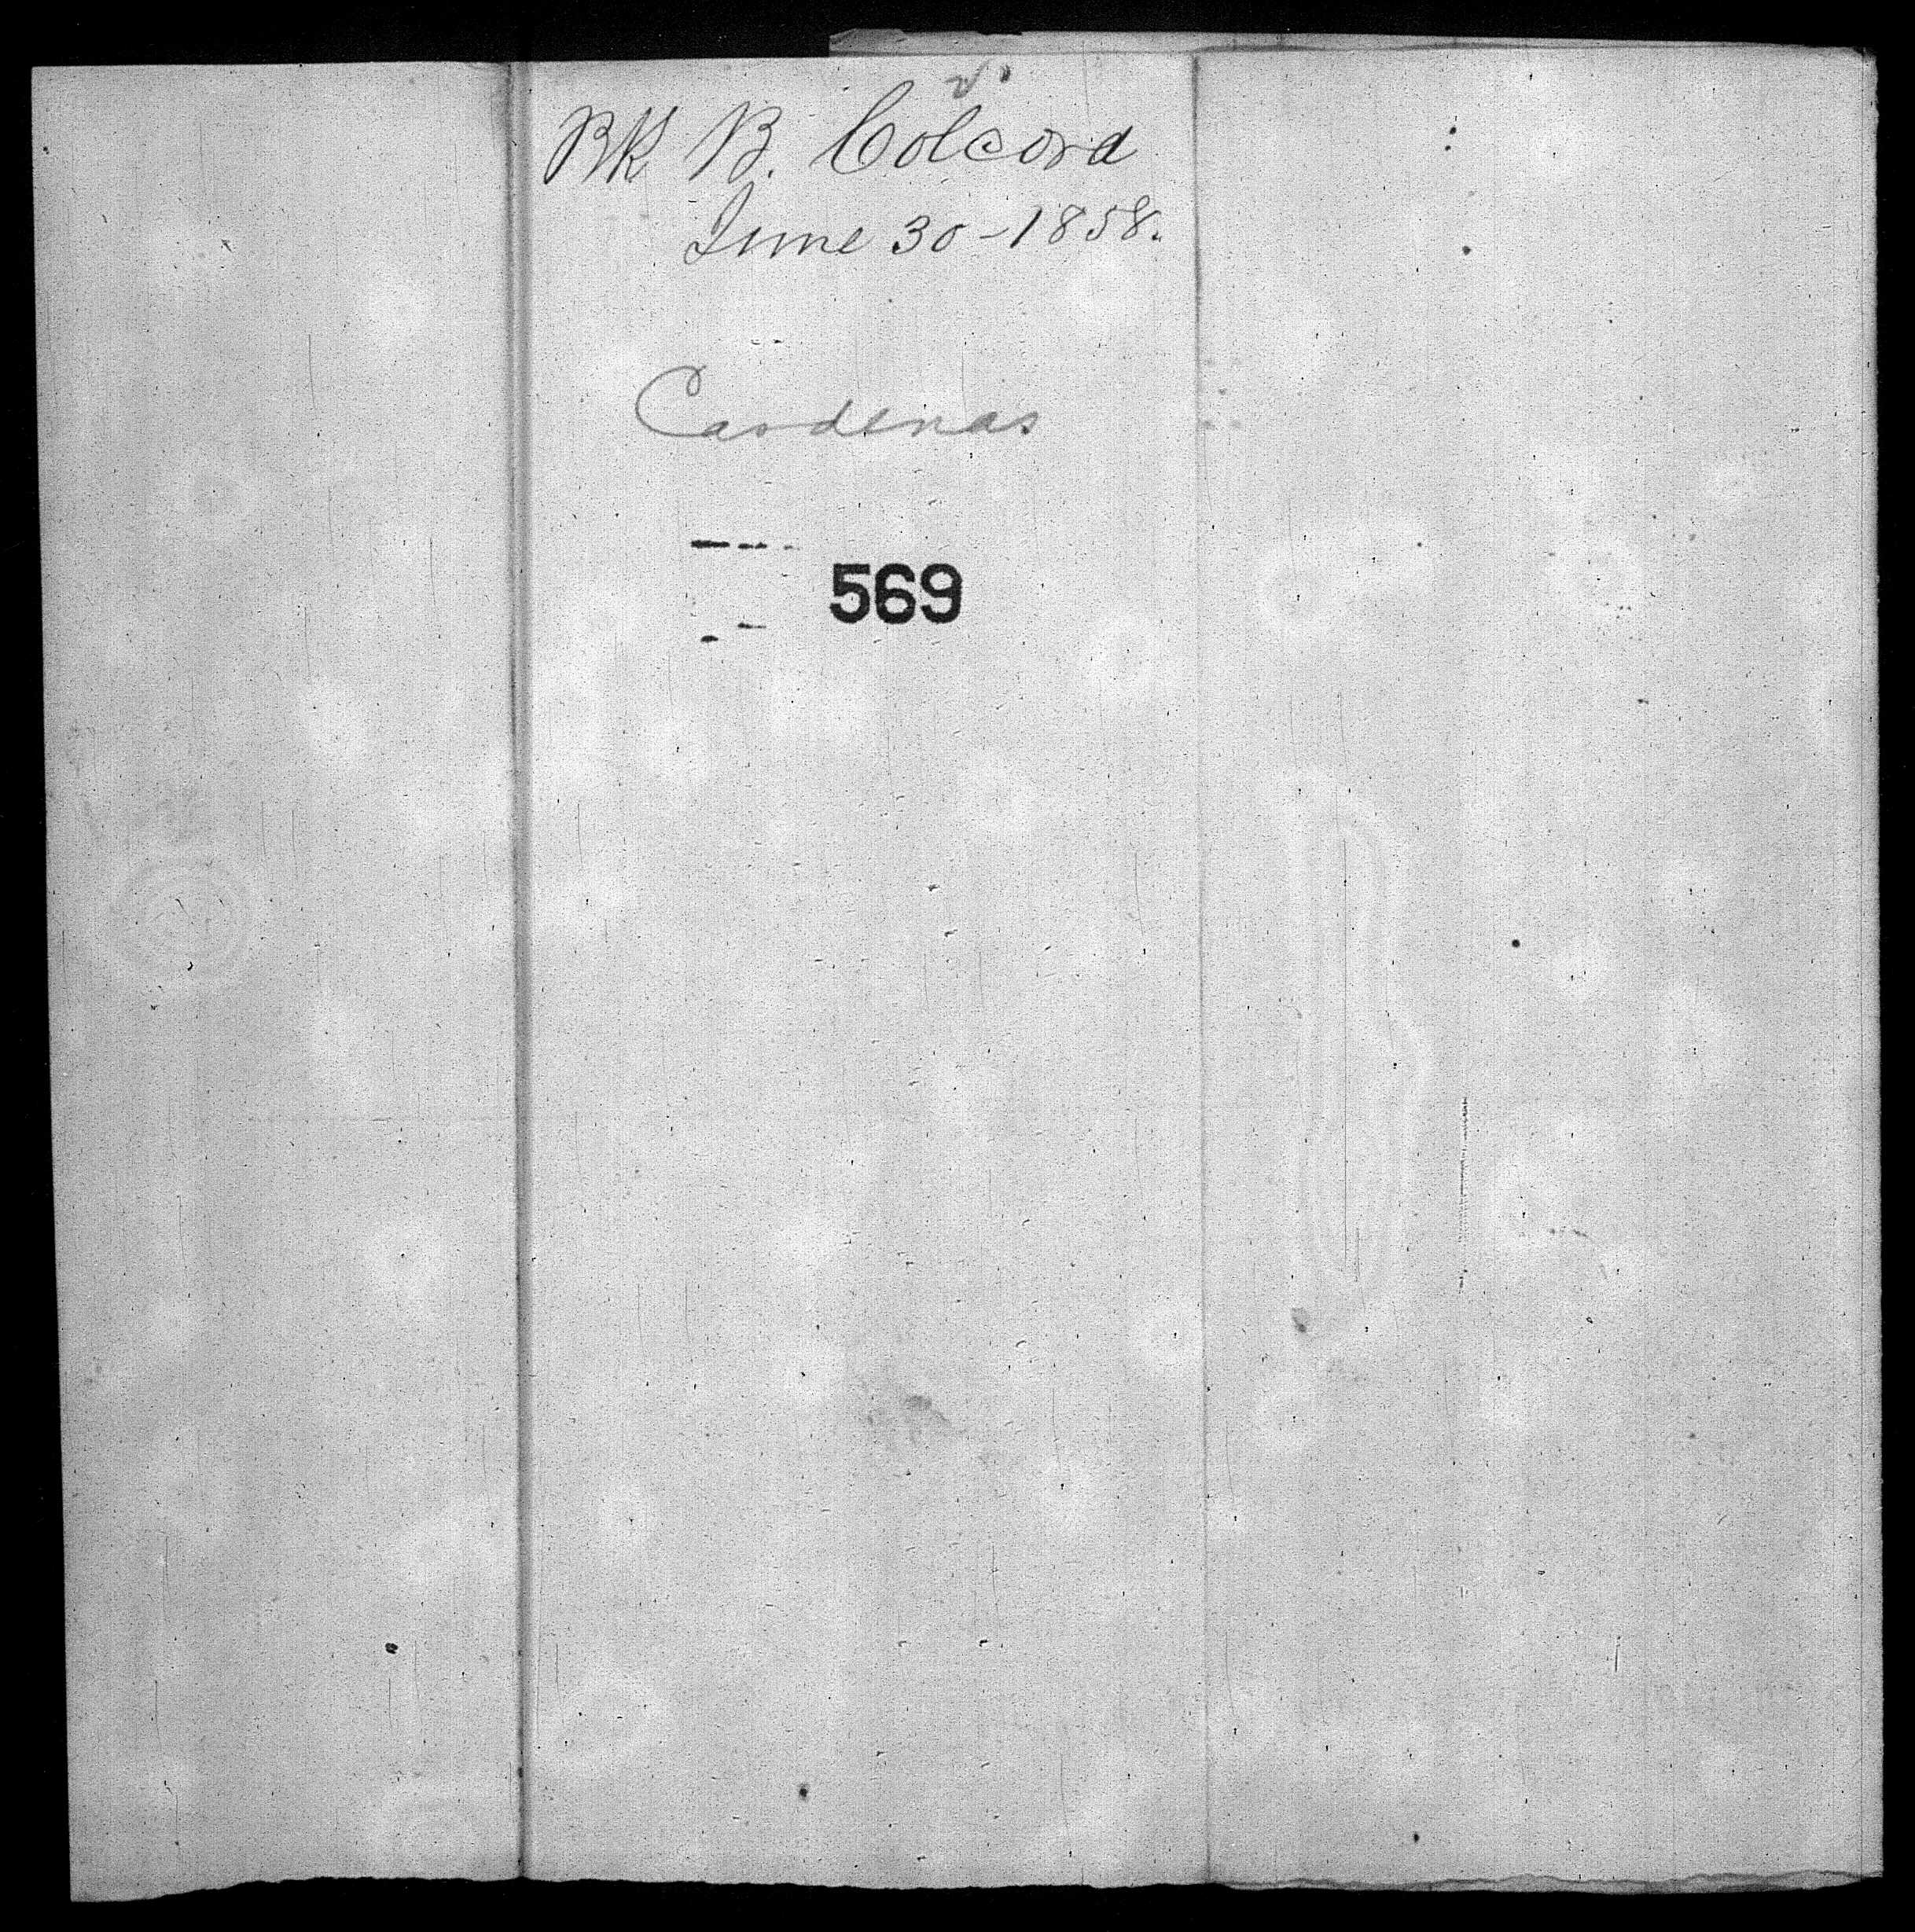 BK B. Colcord
June 30-1858.
Cardenas
569